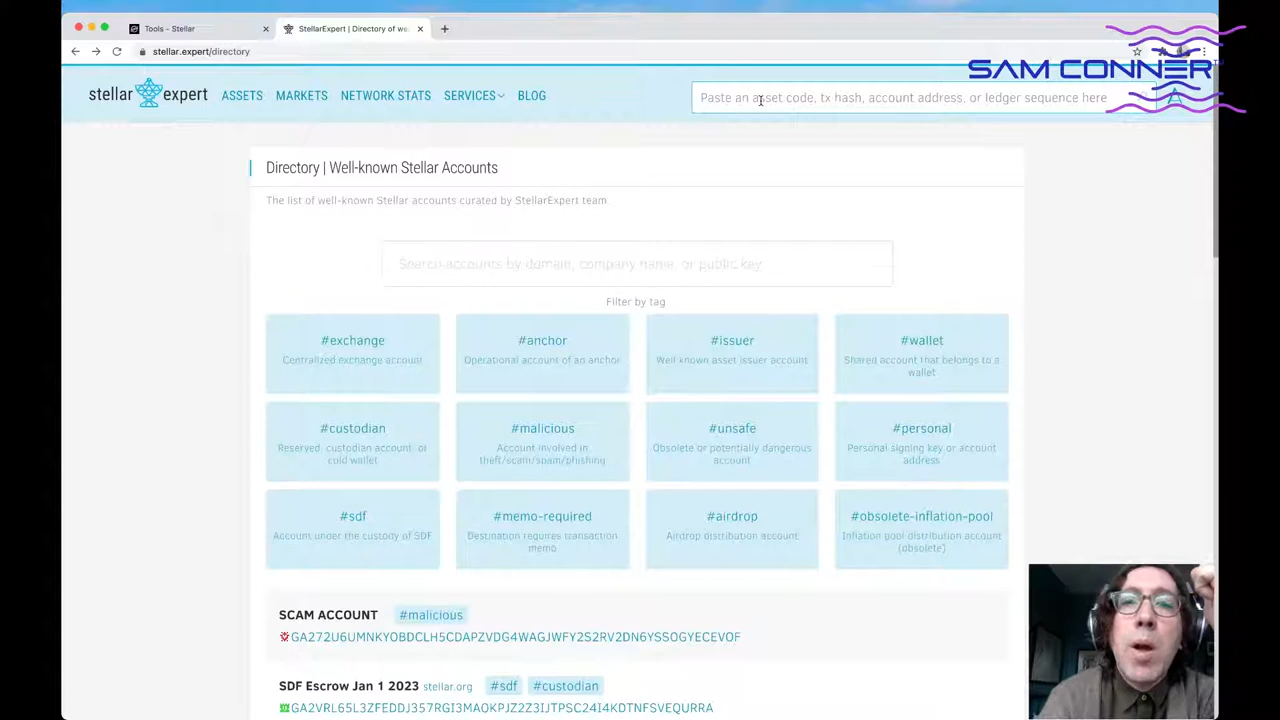 Tools - Stellar
StellarExpert | Directory of we
stellar.expert/directory
SAM CONNER
stellar expert
ASSETS
MARKETS
NETWORK STATS
SERVICES
BLOG
Paste an asset code, tx hash, account address, or ledger sequence here
Directory | Well-known Stellar Accounts
The list of well-known Stellar accounts curated by StellarExpert team.
Search accounts by domain, company name, or public key
Filter by tag
#exchange
Centralized exchange account
#anchor
Operational account of an anchor
#issuer
Well known asset issuer account
#wallet
Shared account that belongs to a
wallet
#custodian
Reserved, custodian account, or
cold wallet
#malicious
Account involved in
theft/scam/spam/phishing
#unsafe
Obsolete or potentially dangerous
account
#personal
Personal signing key or account
address
#sdf
Account under the custody of SDF
#memo-required
Destination requires transaction
memo
#airdrop
Airdrop distribution account
#obsolete-inflation-pool
Inflation pool distribution account
(obsolete)
SCAM ACCOUNT #malicious
GA272U6UMNKYOBDCLH5CDAPZVDG4WAGJWFY2S2RV2DN6YSSOGYECEVOF
SDF Escrow Jan 1 2023 stellar.org #sdf #custodian
GA2VRL65L3ZFEDDJ357RGI3MAOKPJZ2Z3IJTPSC24I4KDTNFSVEQURRA